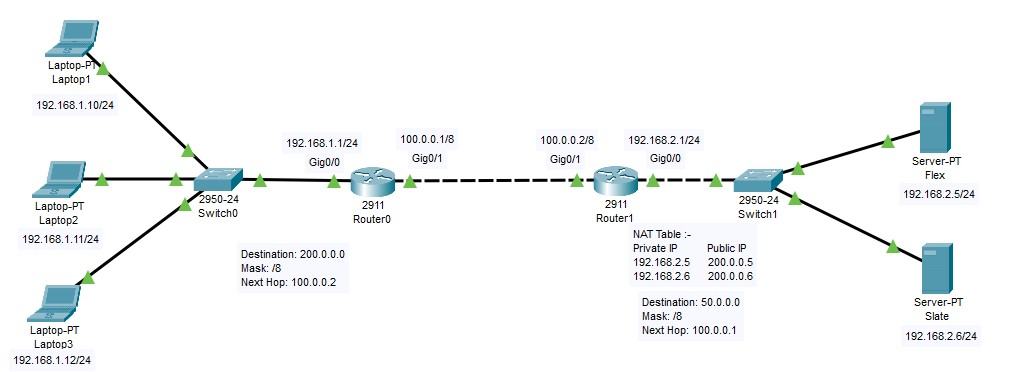 Laptop-PT
Laptop1
192.168.1.10/24
Laptop-PT
Laptop2
192.168.1.11/24
Laptop-PT
Laptop3
192.168.1.12/24
2950-24
Switch0
192.168.1.1/24
Gig0/0
100.0.0.1/8
Gig0/1
2911
Router0
Destination: 200.0.0.0
Mask: /8
Next Hop: 100.0.0.2
100.0.0.2/8
Gig0/1
192.168.2.1/24
Gig0/0
2911
Router1
NAT Table :-
Private IP Public IP
192.168.2.5 200.0.0.5
192.168.2.6 200.0.0.6
Destination: 50.0.0.0
Mask: /8
Next Hop: 100.0.0.1
2950-24
Switch1
Server-PT
Flex
192.168.2.5/24
Server-PT
Slate
192.168.2.6/24